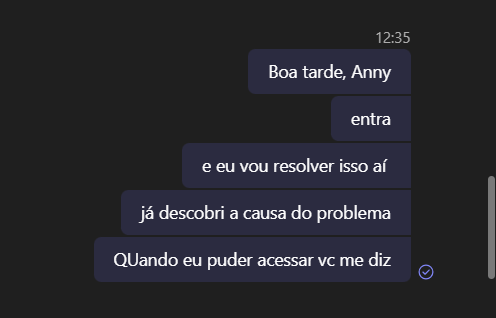 12:35
Boa tarde, Anny
entra
e eu vou resolver isso aí
já descobri a causa do problema
QUando eu puder acessar vc me diz